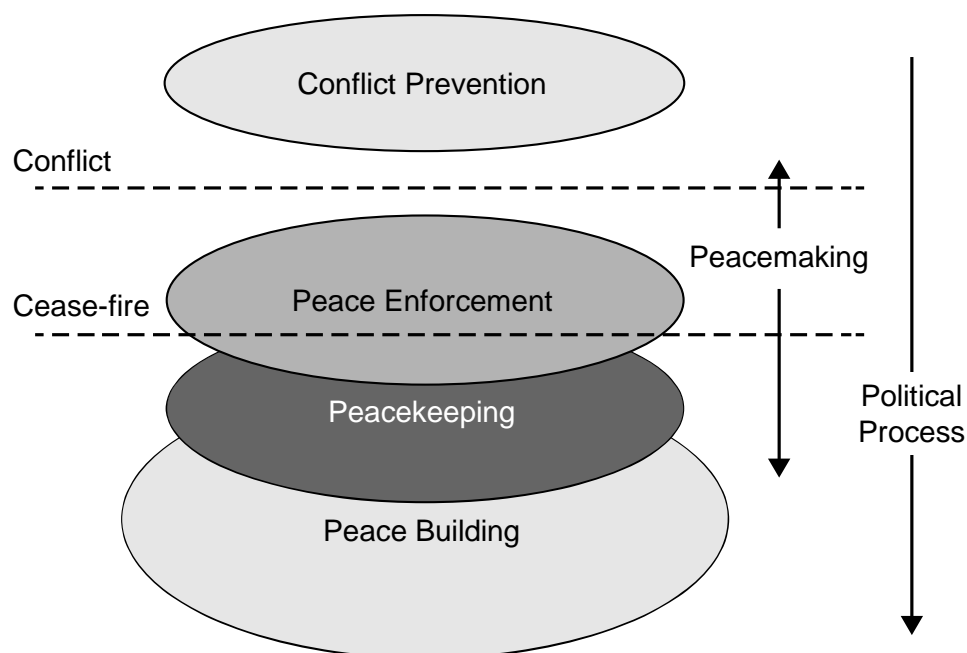 Conflict Prevention
Conflict
Peacemaking
Cease-fire
Peace Enforcement
Political
Process
Peacekeeping
Peace Building